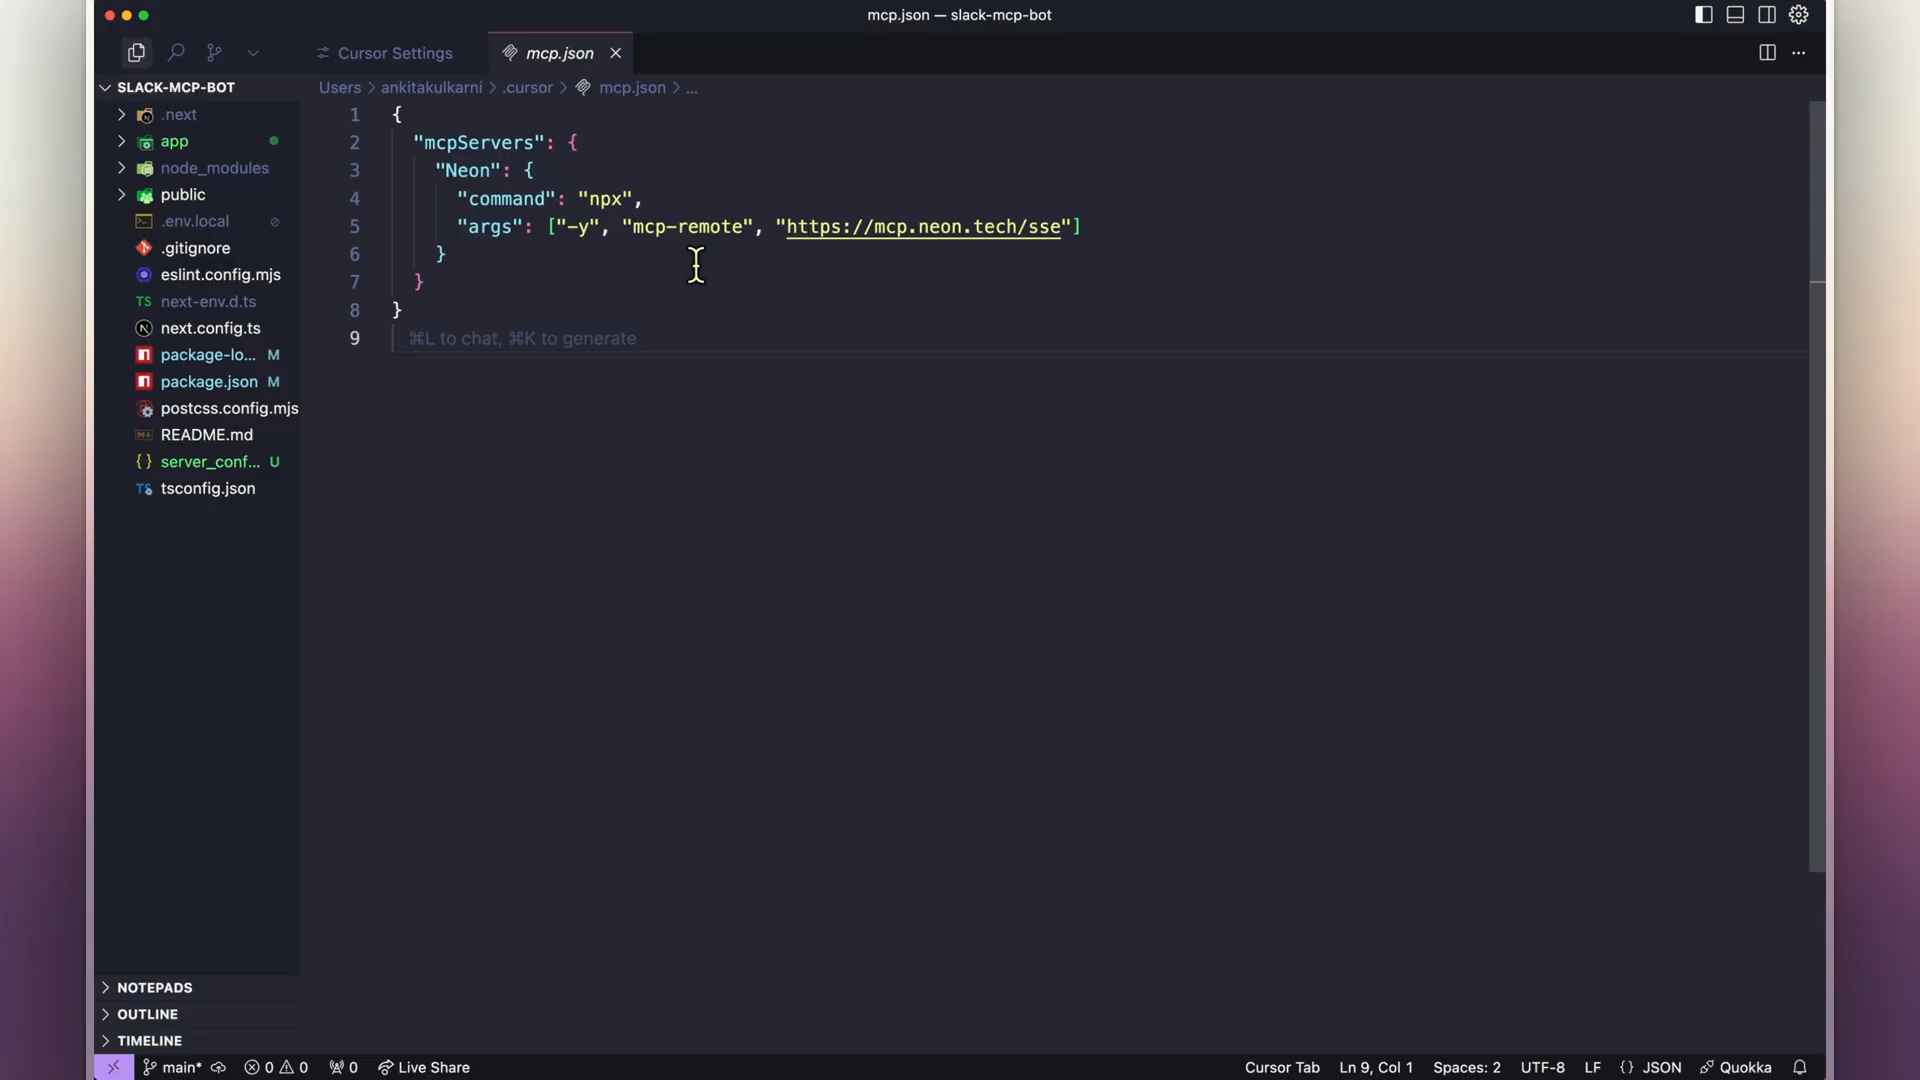 mcp.json — slack-mcp-bot
Cursor Settings
mcp.json
SLACK-MCP-BOT
Users > ankitakulkarni > .cursor > mcp.json > ...
.next
app
node_modules
public
.env.local
.gitignore
eslint.config.mjs
TS next-env.d.ts
next.config.ts
package-lo... M
package.json M
postcss.config.mjs
README.md
{} server_conf... U
TS tsconfig.json
1 {
2 "mcpServers": {
3 "Neon": {
4 "command": "npx",
5 "args": ["-y", "mcp-remote", "https://mcp.neon.tech/sse"]
6 }
7 }
8 }
9 ⌘L to chat, ⌘K to generate
NOTEPADS
OUTLINE
TIMELINE
main* 0 0 0 Live Share Cursor Tab Ln 9, Col 1 Spaces: 2 UTF-8 LF {} JSON Quokka